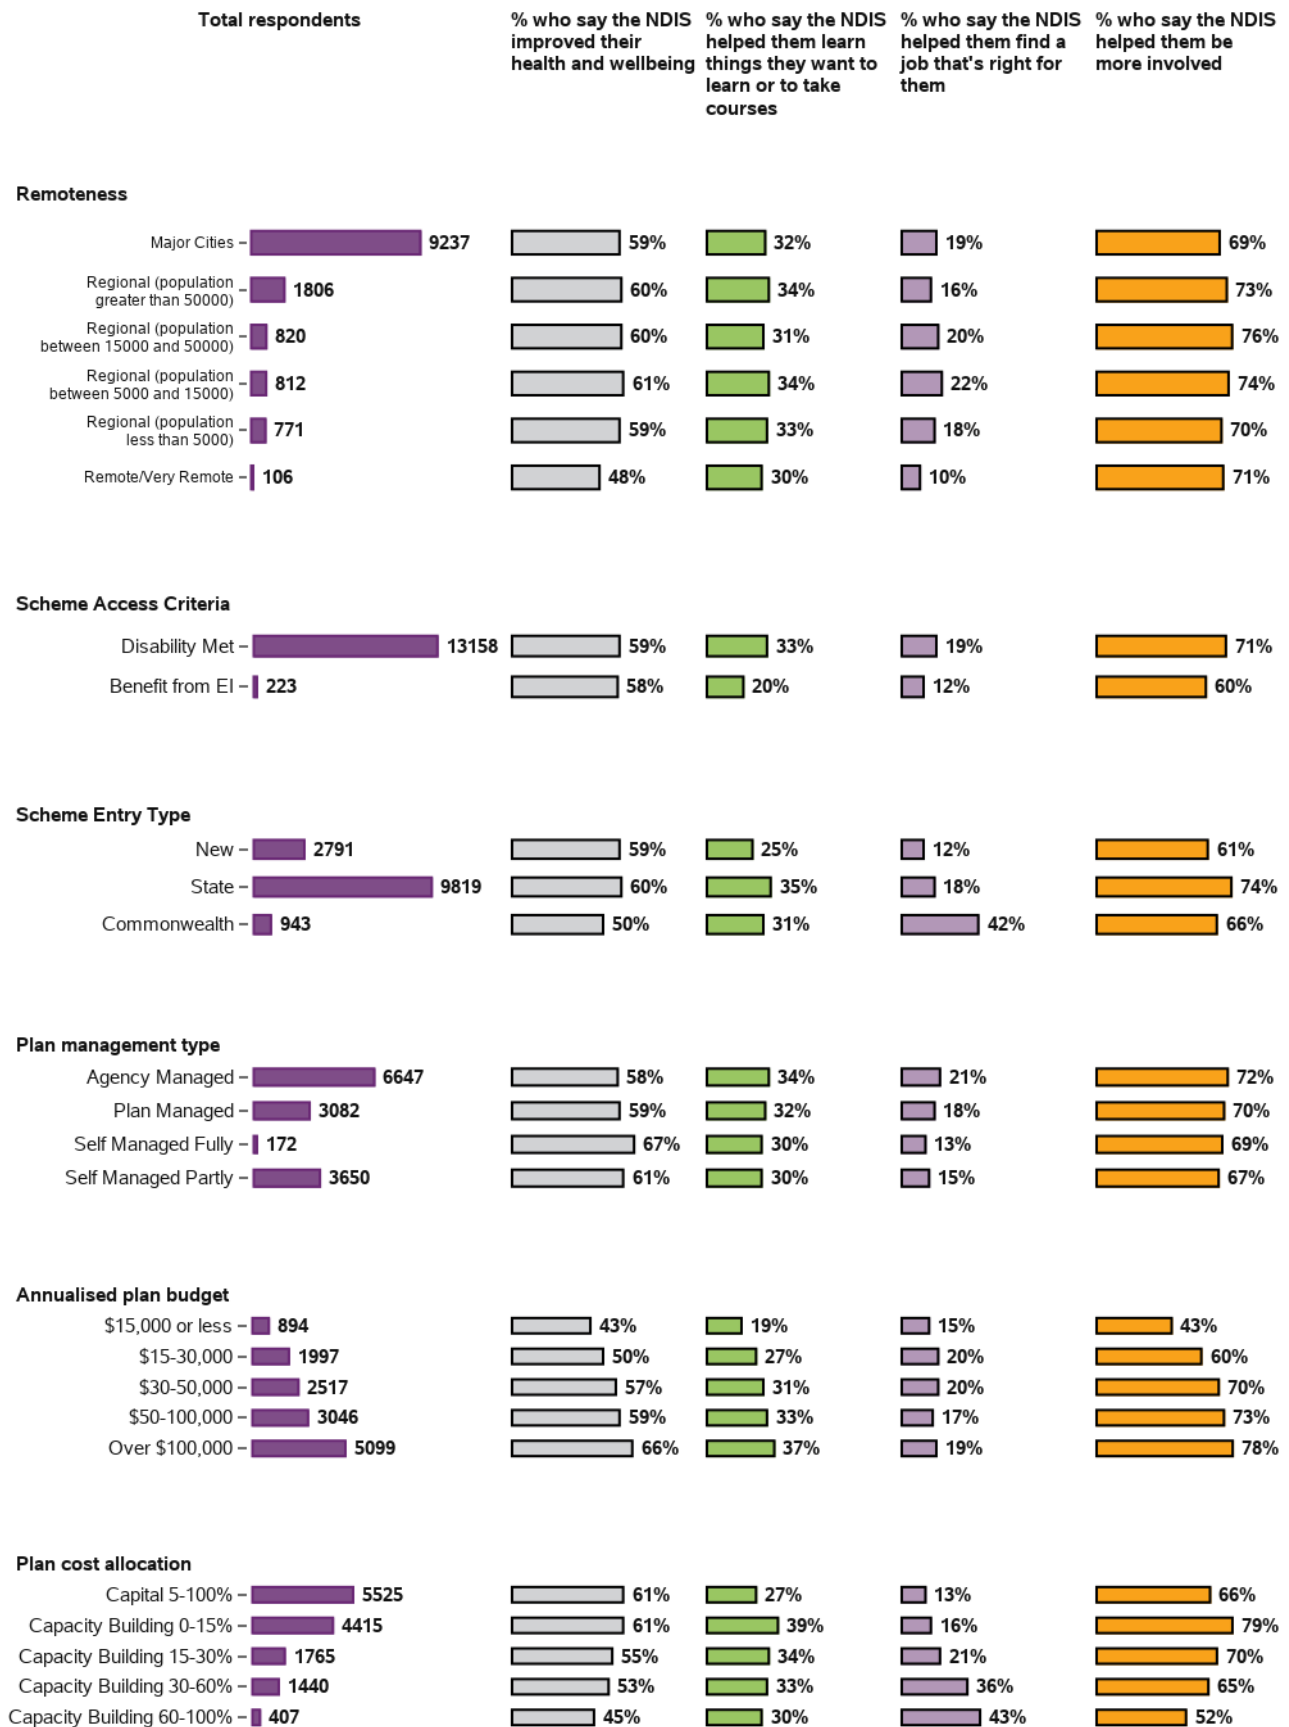 Total respondents
% who say the NDIS improved their health and wellbeing
% who say the NDIS helped them learn things they want to learn or to take courses
% who say the NDIS helped them find a job that's right for them
% who say the NDIS helped them be more involved
Remoteness
Major Cities 9237 59% 32% 19% 69%
Regional (population greater than 50000) 1806 60% 34% 16% 73%
Regional (population between 15000 and 50000) 820 60% 31% 20% 76%
Regional (population between 5000 and 15000) 812 61% 34% 22% 74%
Regional (population less than 5000) 771 59% 33% 18% 70%
Remote/Very Remote 106 48% 30% 10% 71%
Scheme Access Criteria
Disability Met 13158 59% 33% 19% 71%
Benefit from EI 223 58% 20% 12% 60%
Scheme Entry Type
New 2791 59% 25% 12% 61%
State 9819 60% 35% 18% 74%
Commonwealth 943 50% 31% 42% 66%
Plan management type
Agency Managed 6647 58% 34% 21% 72%
Plan Managed 3082 59% 32% 18% 70%
Self Managed Fully 172 67% 30% 13% 69%
Self Managed Partly 3650 61% 30% 15% 67%
Annualised plan budget
$15,000 or less 894 43% 19% 15% 43%
$15-30,000 1997 50% 27% 20% 60%
$30-50,000 2517 57% 31% 20% 70%
$50-100,000 3046 59% 33% 17% 73%
Over $100,000 5099 66% 37% 19% 78%
Plan cost allocation
Capital 5-100% 5525 61% 27% 13% 66%
Capacity Building 0-15% 4415 61% 39% 16% 79%
Capacity Building 15-30% 1765 55% 34% 21% 70%
Capacity Building 30-60% 1440 53% 33% 36% 65%
Capacity Building 60-100% 407 45% 30% 43% 52%